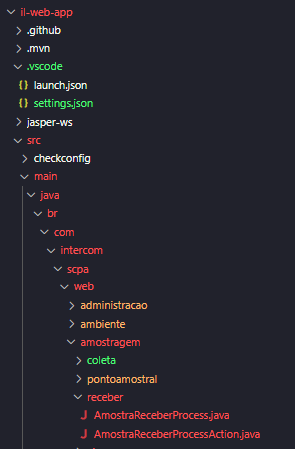 il-web-app
.github
.mvn
.vscode
{} launch.json
{} settings.json
jasper-ws
src
checkconfig
main
java
br
com
intercom
scpa
web
administracao
ambiente
amostragem
coleta
pontoamostral
receber
J AmostraReceberProcess.java
J AmostraReceberProcessAction.java